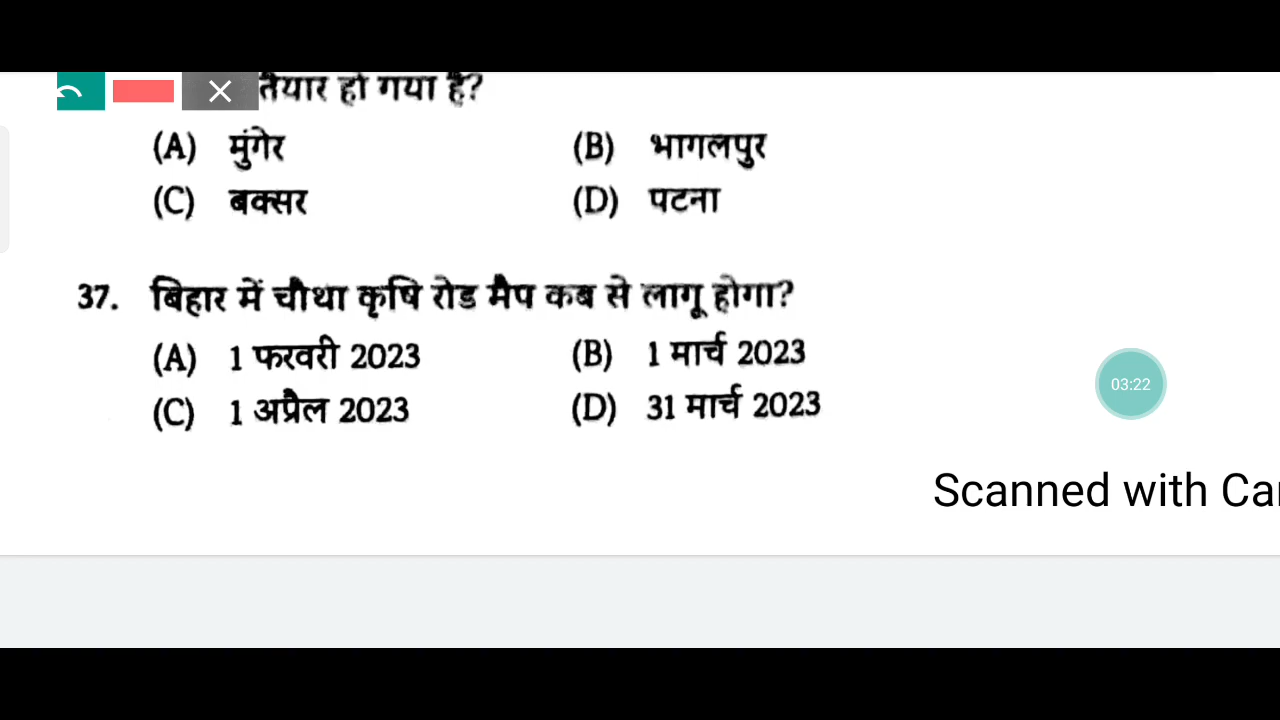 तैयार हो गया है?
(A) मुंगेर (B) भागलपुर
(C) बक्सर (D) पटना
37. बिहार में चौथा कृषि रोड मैप कब से लागू होगा?
(A) 1 फरवरी 2023 (B) 1 मार्च 2023
(C) 1 अप्रैल 2023 (D) 31 मार्च 2023
03:22
Scanned with